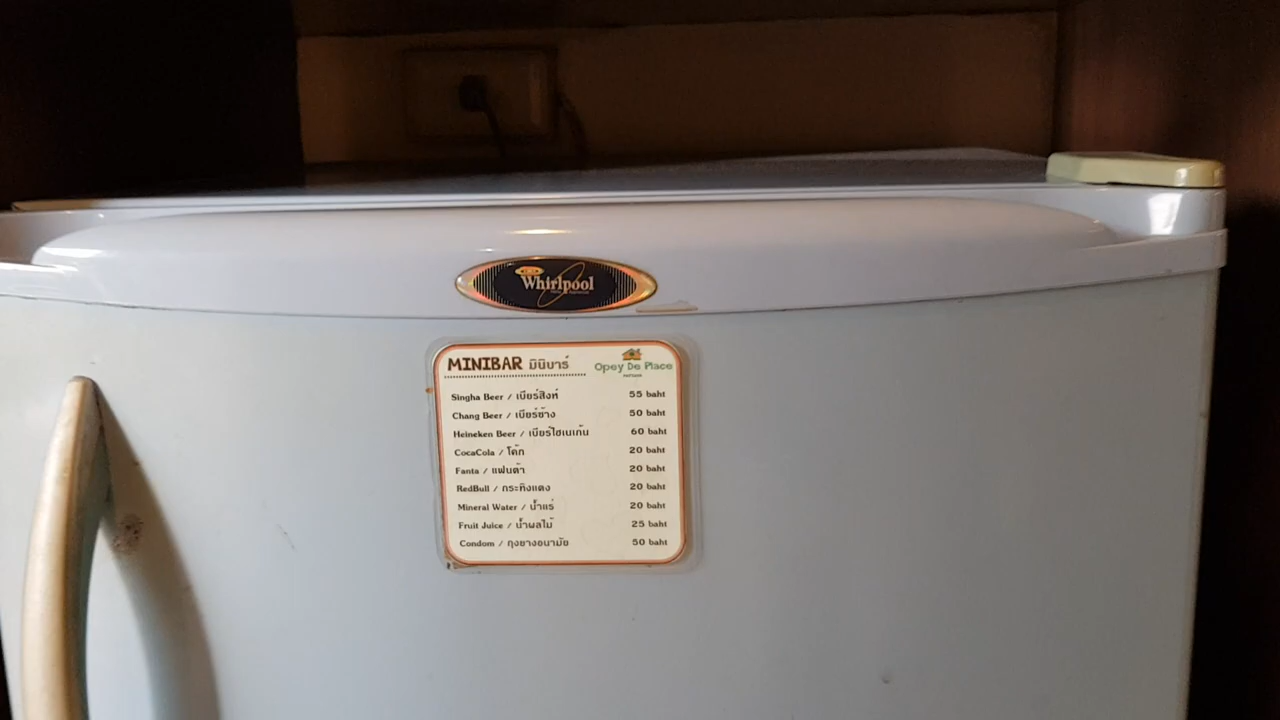 Whirlpool
MINIBAR มินิบาร์
Opey De Place
PATTAYA
Singha Beer / เบียร์สิงห์ 55 baht
Chang Beer / เบียร์ช้าง 50 baht
Heineken Beer / เบียร์ไฮเนเก้น 60 baht
CocaCola / โค้ก 20 baht
Fanta / แฟนต้า 20 baht
RedBull / กระทิงแดง 20 baht
Mineral Water / น้ำแร่ 20 baht
Fruit Juice / น้ำผลไม้ 25 baht
Condom / ถุงยางอนามัย 50 baht